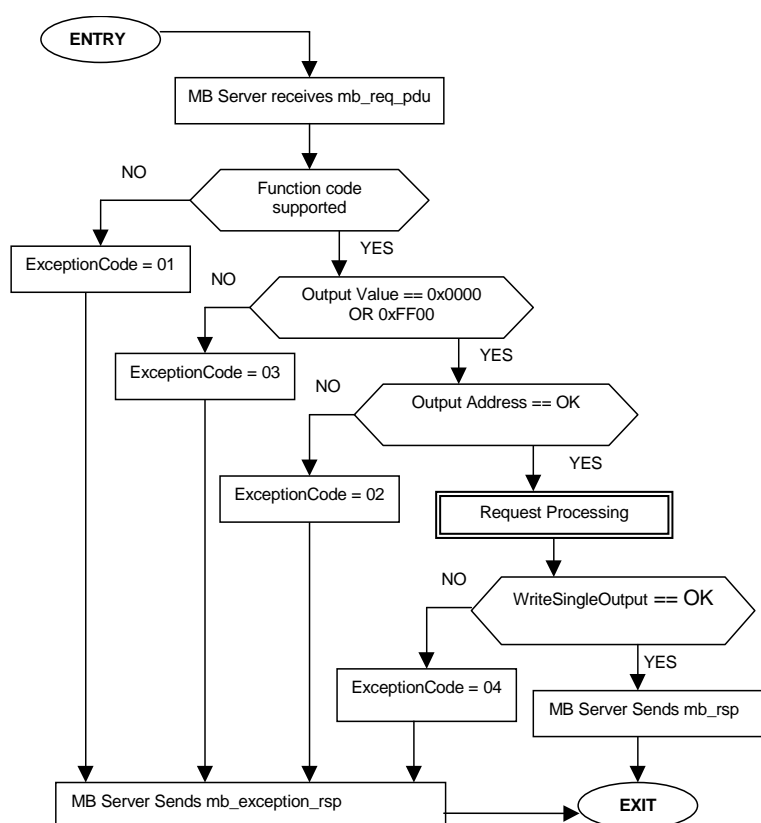 ENTRY
MB Server receives mb_req_pdu
NO
Function code
supported
YES
ExceptionCode = 01
NO
Output Value == 0x0000
OR 0xFF00
YES
ExceptionCode = 03
NO
Output Address == OK
YES
ExceptionCode = 02
Request Processing
NO
WriteSingleOutput == OK
YES
ExceptionCode = 04
MB Server Sends mb_rsp
MB Server Sends mb_exception_rsp
EXIT